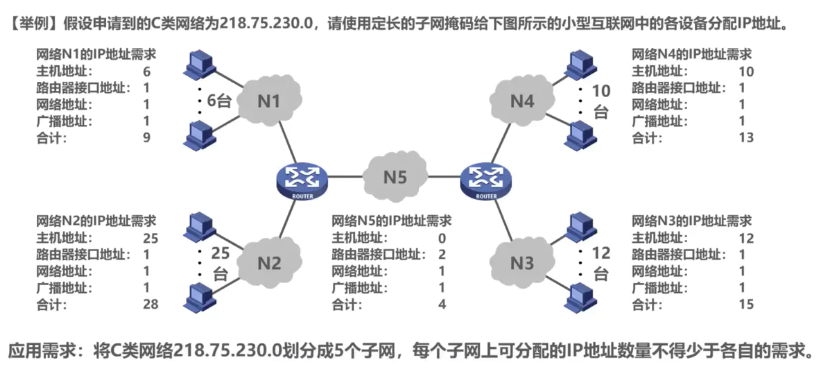 【举例】假设申请到的C类网络为218.75.230.0，请使用定长的子网掩码给下图所示的小型互联网中的各设备分配IP地址。
网络N1的IP地址需求
主机地址： 6
路由器接口地址： 1
网络地址： 1
广播地址： 1
合计： 9
6台
N1
N4
10
台
网络N4的IP地址需求
主机地址： 10
路由器接口地址： 1
网络地址： 1
广播地址： 1
合计： 13
ROUTER
N5
ROUTER
网络N2的IP地址需求
主机地址： 25
路由器接口地址： 1
网络地址： 1
广播地址： 1
合计： 28
25
台
N2
网络N5的IP地址需求
主机地址： 0
路由器接口地址： 2
网络地址： 1
广播地址： 1
合计： 4
N3
12
台
网络N3的IP地址需求
主机地址： 12
路由器接口地址： 1
网络地址： 1
广播地址： 1
合计： 15
应用需求：将C类网络218.75.230.0划分成5个子网，每个子网上可分配的IP地址数量不得少于各自的需求。